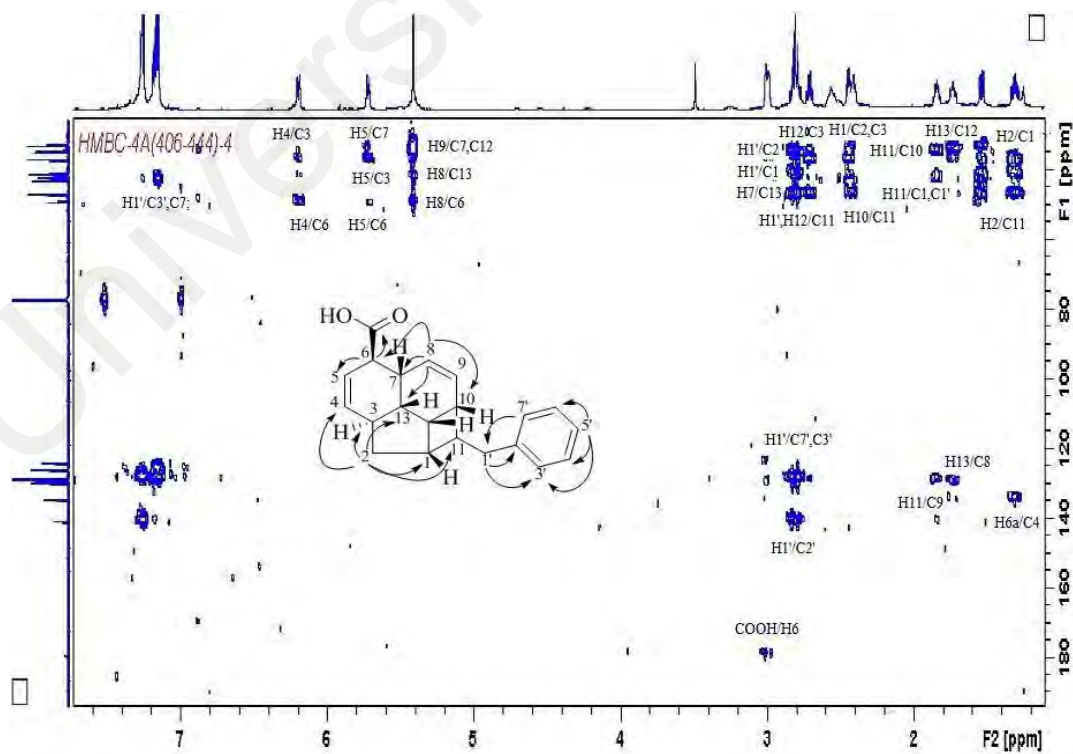 Univers
HMBC-4A(406-444)-4
H4/C3
H5/C7
H9/C7,C12
H12/C3
H1/C2,C3
H13/C12
H2/C1
H1'/C2
H11/C10
H5/C3
H8/C13
H1'/C1
H1'/C3',C7;
H8/C6
H7/C13
H11/C1,C1'
H4/C6
H5/C6
H1',H12/C11
H10/C11
H2/C11
F1 [ppm]
80
100
120
140
160
180
HO
O
6
H
8
5
7
9
4
3
13
H
10
H
7'
H
H
5'
2
1
11
1'
3'
H
H1'/C7',C3'
H13/C8
H11/C9
H6a/C4
H1'/C2'
COOH/H6
7
6
5
4
3
2
F2 [ppm]